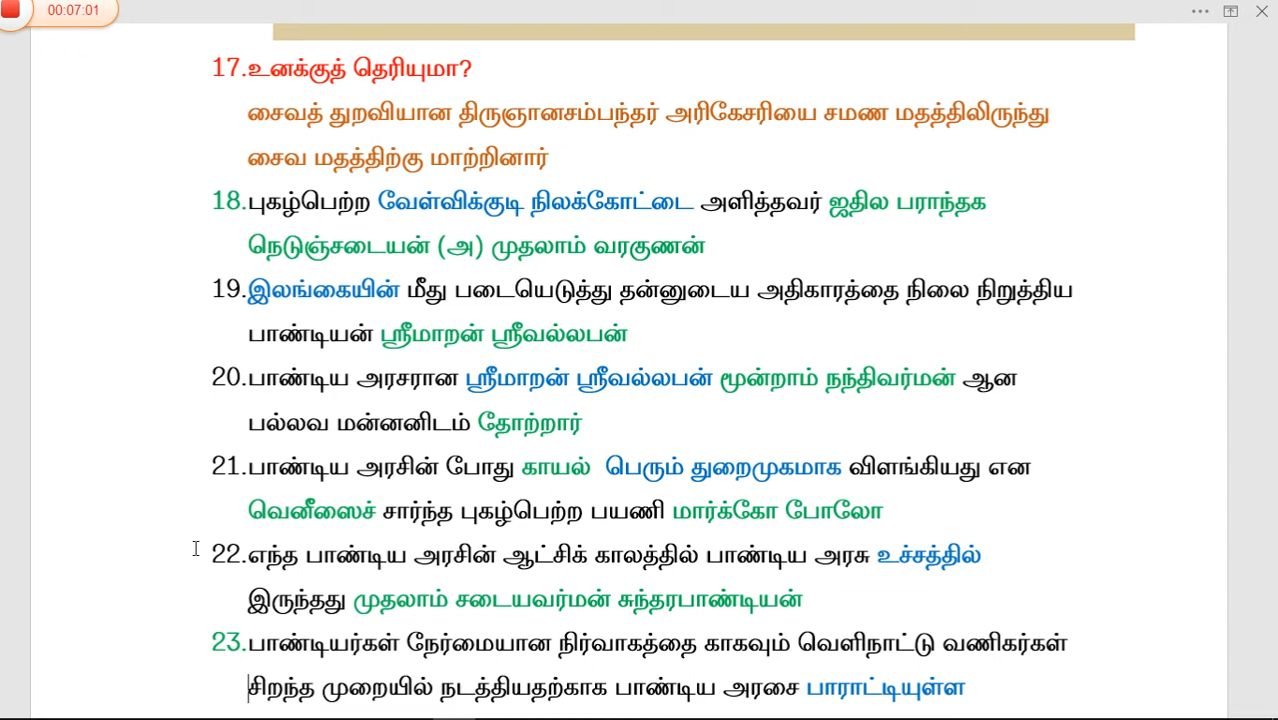 00:07:01
17.உனக்குத் தெரியுமா?
சைவத் துறவியான திருஞானசம்பந்தர் அரிகேசரியை சமண மதத்திலிருந்து
சைவ மதத்திற்கு மாற்றினார்
18.புகழ்பெற்ற வேள்விக்குடி நிலக்கோட்டை அளித்தவர் ஜதில பராந்தக
நெடுஞ்சடையன் (அ) முதலாம் வரகுணன்
19.இலங்கையின் மீது படையெடுத்து தன்னுடைய அதிகாரத்தை நிலை நிறுத்திய
பாண்டியன் ஸ்ரீமாறன் ஸ்ரீவல்லபன்
20.பாண்டிய அரசரான ஸ்ரீமாறன் ஸ்ரீவல்லபன் மூன்றாம் நந்திவர்மன் ஆன
பல்லவ மன்னனிடம் தோற்றார்
21.பாண்டிய அரசின் போது காயல் பெரும் துறைமுகமாக விளங்கியது என
வெனீஸைச் சார்ந்த புகழ்பெற்ற பயணி மார்க்கோ போலோ
22.எந்த பாண்டிய அரசின் ஆட்சிக் காலத்தில் பாண்டிய அரசு உச்சத்தில்
இருந்தது முதலாம் சடையவர்மன் சுந்தரபாண்டியன்
23.பாண்டியர்கள் நேர்மையான நிர்வாகத்தை காகவும் வெளிநாட்டு வணிகர்கள்
சிறந்த முறையில் நடத்தியதற்காக பாண்டிய அரசை பாராட்டியுள்ள